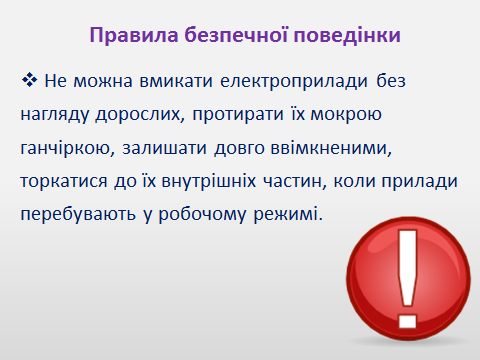 Правила безпечної поведінки
❖ Не можна вмикати електроприлади без
нагляду дорослих, протирати їх мокрою
ганчіркою, залишати довго ввімкненими,
торкатися до їх внутрішніх частин, коли прилади
перебувають у робочому режимі.